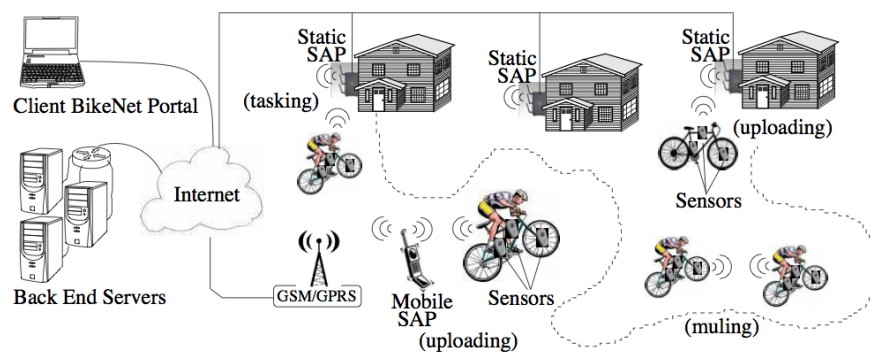 Static
SAP
Static
SAP
Static
SAP
Client BikeNet Portal
(tasking)
(uploading)
Internet
Sensors
Back End Servers
GSM/GPRS
Mobile
SAP
(uploading)
Sensors
(muling)